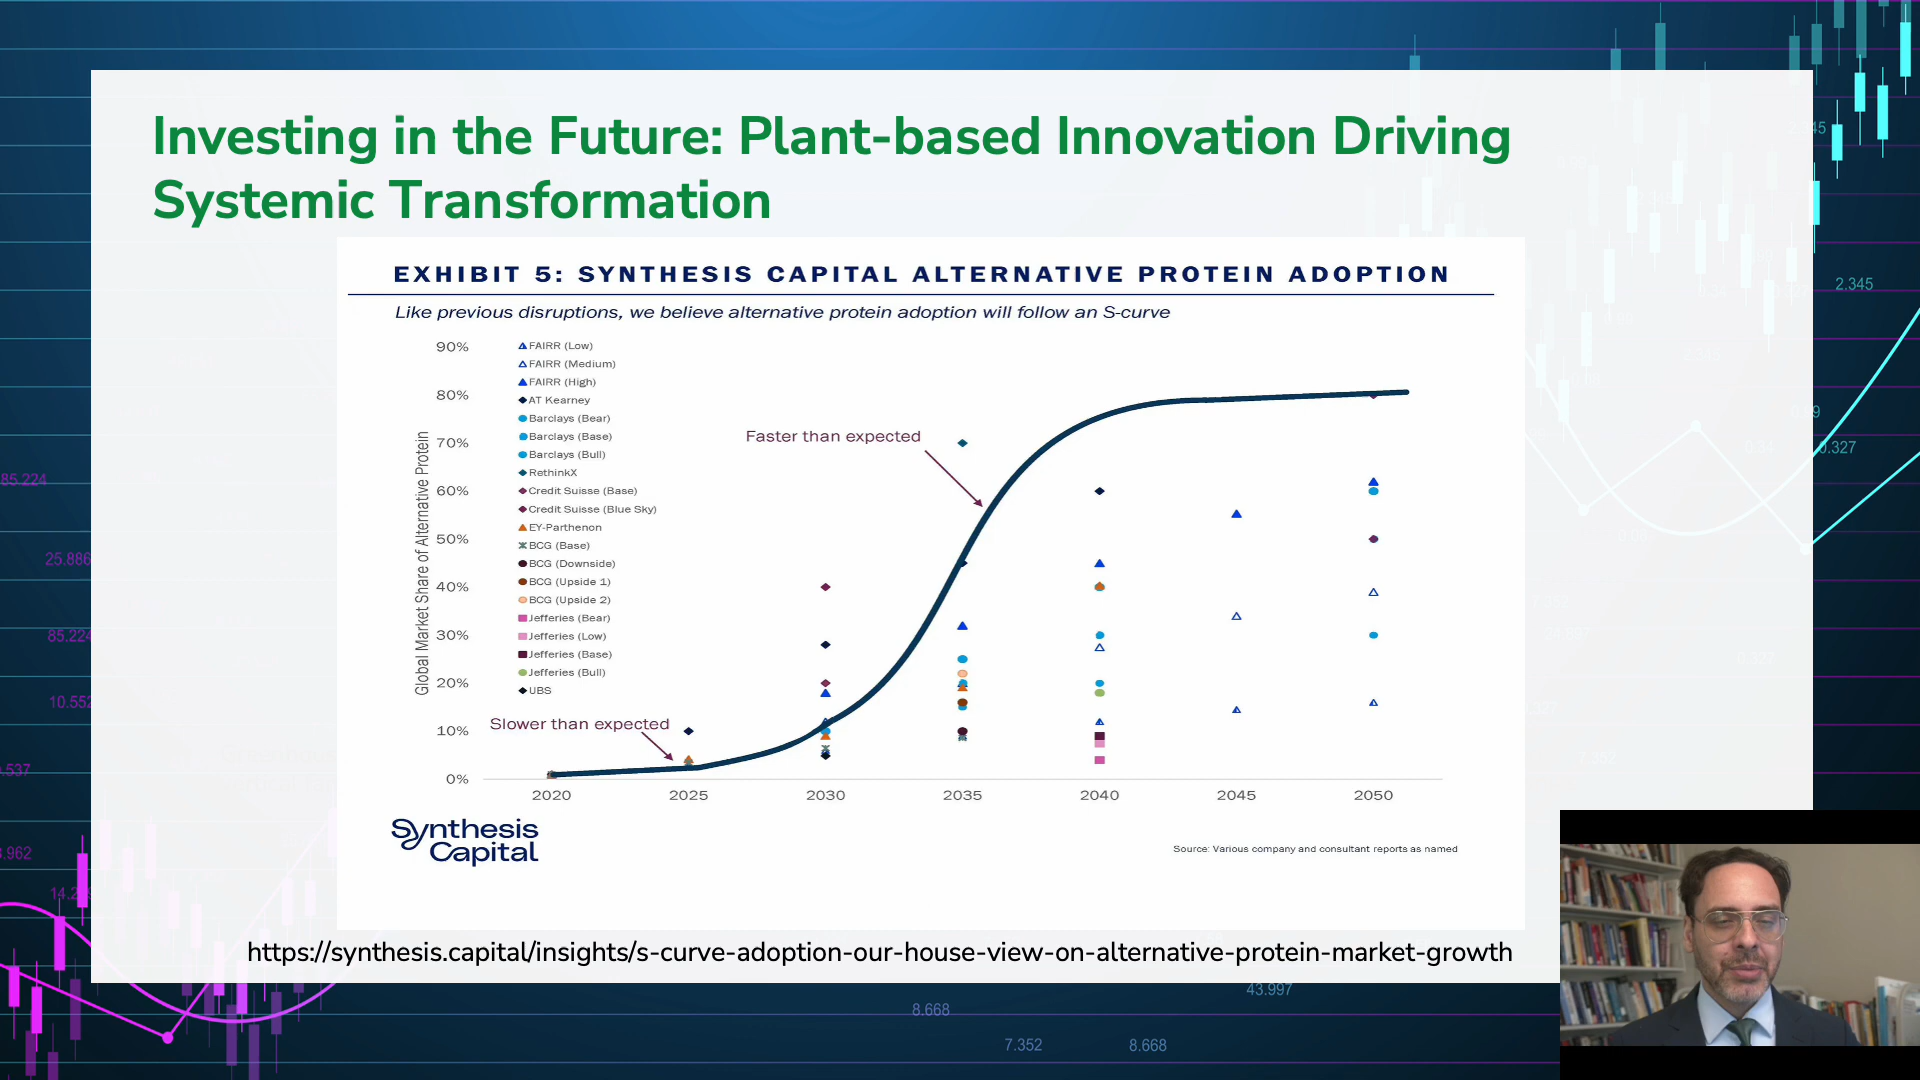 Investing in the Future: Plant-based Innovation Driving
Systemic Transformation
EXHIBIT 5: SYNTHESIS CAPITAL ALTERNATIVE PROTEIN ADOPTION
Like previous disruptions, we believe alternative protein adoption will follow an S-curve
Global Market Share of Alternative Protein
90%
80%
70%
60%
50%
40%
30%
20%
10%
0%
FAIRR (Low)
FAIRR (Medium)
FAIRR (High)
AT Kearney
Barclays (Bear)
Barclays (Base)
Barclays (Bull)
RethinkX
Credit Suisse (Base)
Credit Suisse (Blue Sky)
EY-Parthenon
BCG (Base)
BCG (Downside)
BCG (Upside 1)
BCG (Upside 2)
Jefferies (Bear)
Jefferies (Low)
Jefferies (Base)
Jefferies (Bull)
UBS
Faster than expected
Slower than expected
2020 2025 2030 2035 2040 2045 2050
Synthesis
Capital
Source: Various company and consultant reports as named
https://synthesis.capital/insights/s-curve-adoption-our-house-view-on-alternative-protein-market-growth
85.224
25.886
85.224
10.552
2.345
0.327
43.997
8.668
7.352
8.668